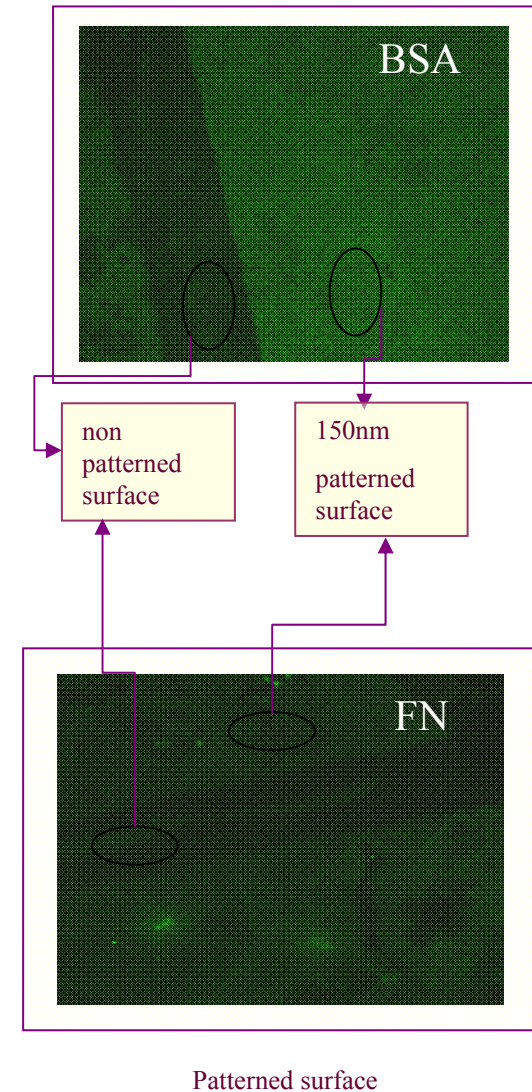 BSA
non
patterned
surface
150nm
patterned
surface
FN
Patterned surface